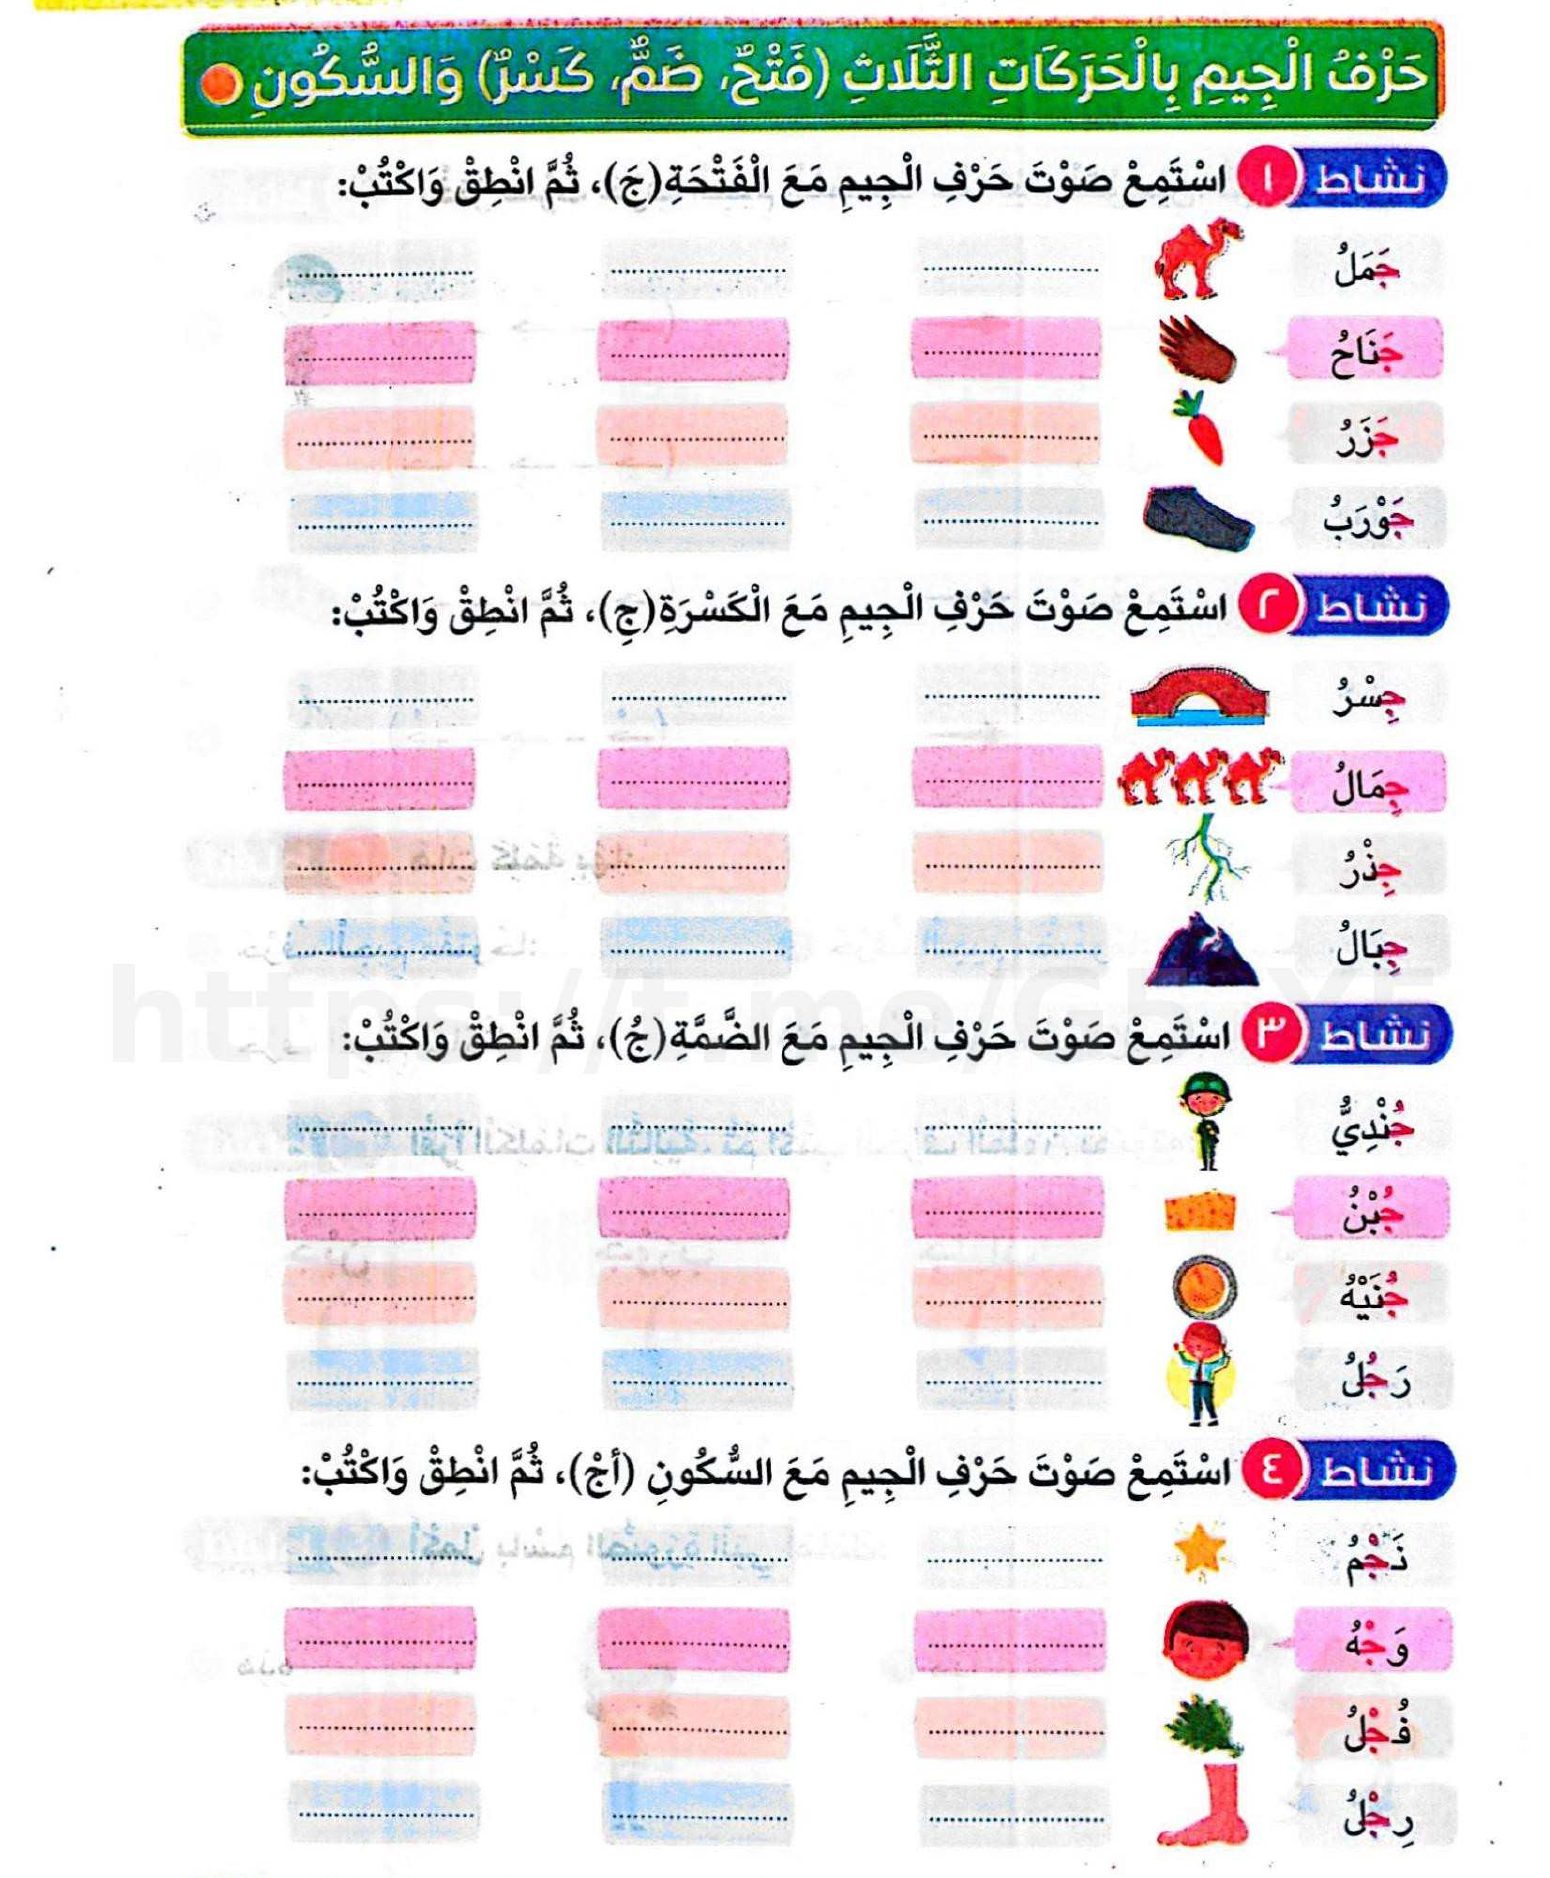 حَرْفُ الْجِيمِ بِالْحَرَكَاتِ الثَّلَاثِ (فَتْحٌ، ضَمٌّ، كَسْرٌ) وَالسُّكُونِ
نشاط ١ اسْتَمِعْ صَوْتَ حَرْفِ الْجِيمِ مَعَ الْفَتْحَةِ (جَ)، ثُمَّ انْطِقْ وَاكْتُبْ:
جَمَلُ
جَنَاحُ
جَزَرُ
جَوْرَبُ
نشاط ٢ اسْتَمِعْ صَوْتَ حَرْفِ الْجِيمِ مَعَ الْكَسْرَةِ (جِ)، ثُمَّ انْطِقْ وَاكْتُبْ:
جِسْرُ
جِمَالُ
جِذْرُ
جِبَالُ
نشاط ٣ اسْتَمِعْ صَوْتَ حَرْفِ الْجِيمِ مَعَ الضَّمَّةِ (جُ)، ثُمَّ انْطِقْ وَاكْتُبْ:
جُنْدِيُّ
جُبْنُ
جُنَيْهُ
رَجُلُ
نشاط ٤ اسْتَمِعْ صَوْتَ حَرْفِ الْجِيمِ مَعَ السُّكُونِ (أجْ)، ثُمَّ انْطِقْ وَاكْتُبْ:
نَجْمُ
وَجْهُ
فُجْلُ
رِجْلُ